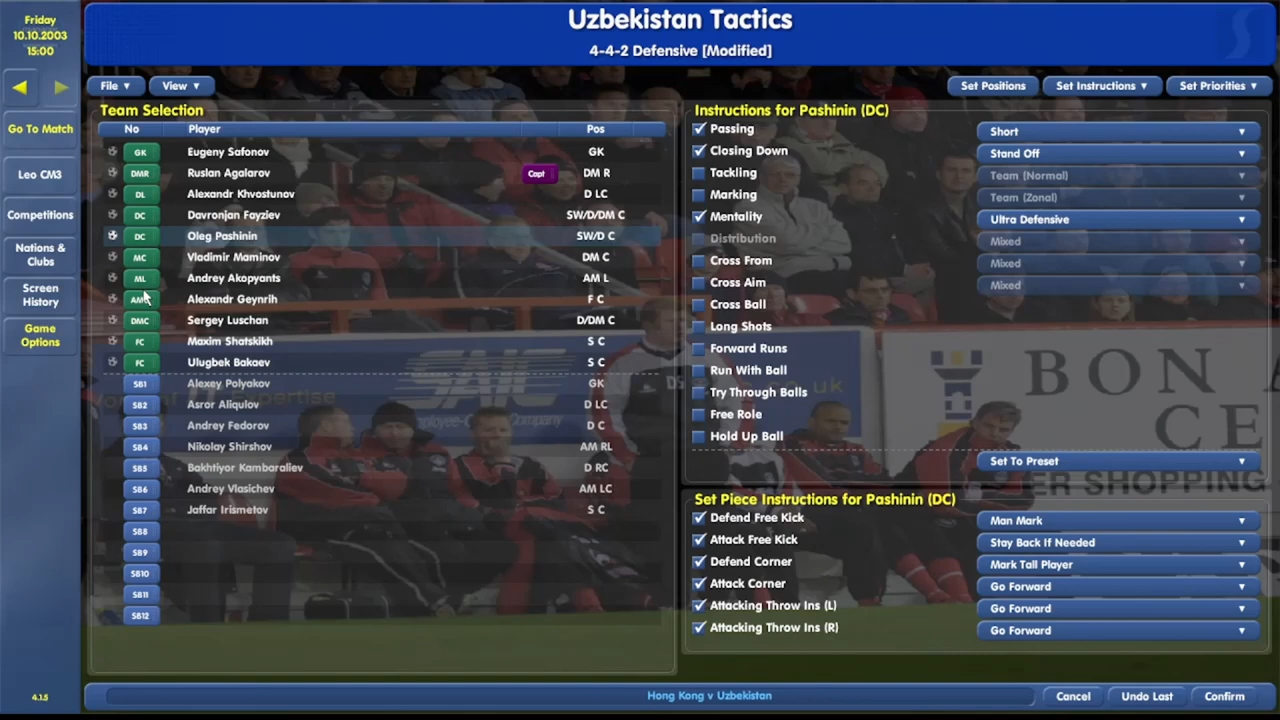 Friday
10.10.2003
15:00
Go To Match
Leo CM3
Competitions
Nations &
Clubs
Screen
History
Game
Options
4.1.5
Uzbekistan Tactics
4-4-2 Defensive [Modified]
File View Set Positions Set Instructions Set Priorities
Team Selection
No Player Pos
GK Eugeny Safonov GK
DMR Ruslan Agalarov Capt DM R
DL Alexandr Khvostunov D LC
DC Davronjan Fayziev SW/D/DM C
DC Oleg Pashinin SW/D C
MC Vladimir Maminov DM C
ML Andrey Akopyants AM L
Alexandr Geynrih F C
DMC Sergey Luschan D/DM C
FC Maxim Shatskikh S C
FC Ulugbek Bakaev S C
SB1 Alexey Polyakov GK
SB2 Asror Aliqulov D LC
SB3 Andrey Fedorov D C
SB4 Nikolay Shirshov AM RL
SB5 Bakhtiyor Kambaraliev D RC
SB6 Andrey Vlasichev AM LC
SB7 Jaffar Irismetov S C
SB8
SB9
SB10
SB11
SB12
Instructions for Pashinin (DC)
Passing Short
Closing Down Stand Off
Tackling Team (Normal)
Marking Team (Zonal)
Mentality Ultra Defensive
Distribution Mixed
Cross From Mixed
Cross Aim Mixed
Cross Ball
Long Shots
Forward Runs
Run With Ball
Try Through Balls
Free Role
Hold Up Ball
Set To Preset
Set Piece Instructions for Pashinin (DC)
Defend Free Kick Man Mark
Attack Free Kick Stay Back If Needed
Defend Corner Mark Tall Player
Attack Corner Go Forward
Attacking Throw Ins (L) Go Forward
Attacking Throw Ins (R) Go Forward
SAIC
BON
CE
SHOPPING
Hong Kong v Uzbekistan
Cancel Undo Last Confirm